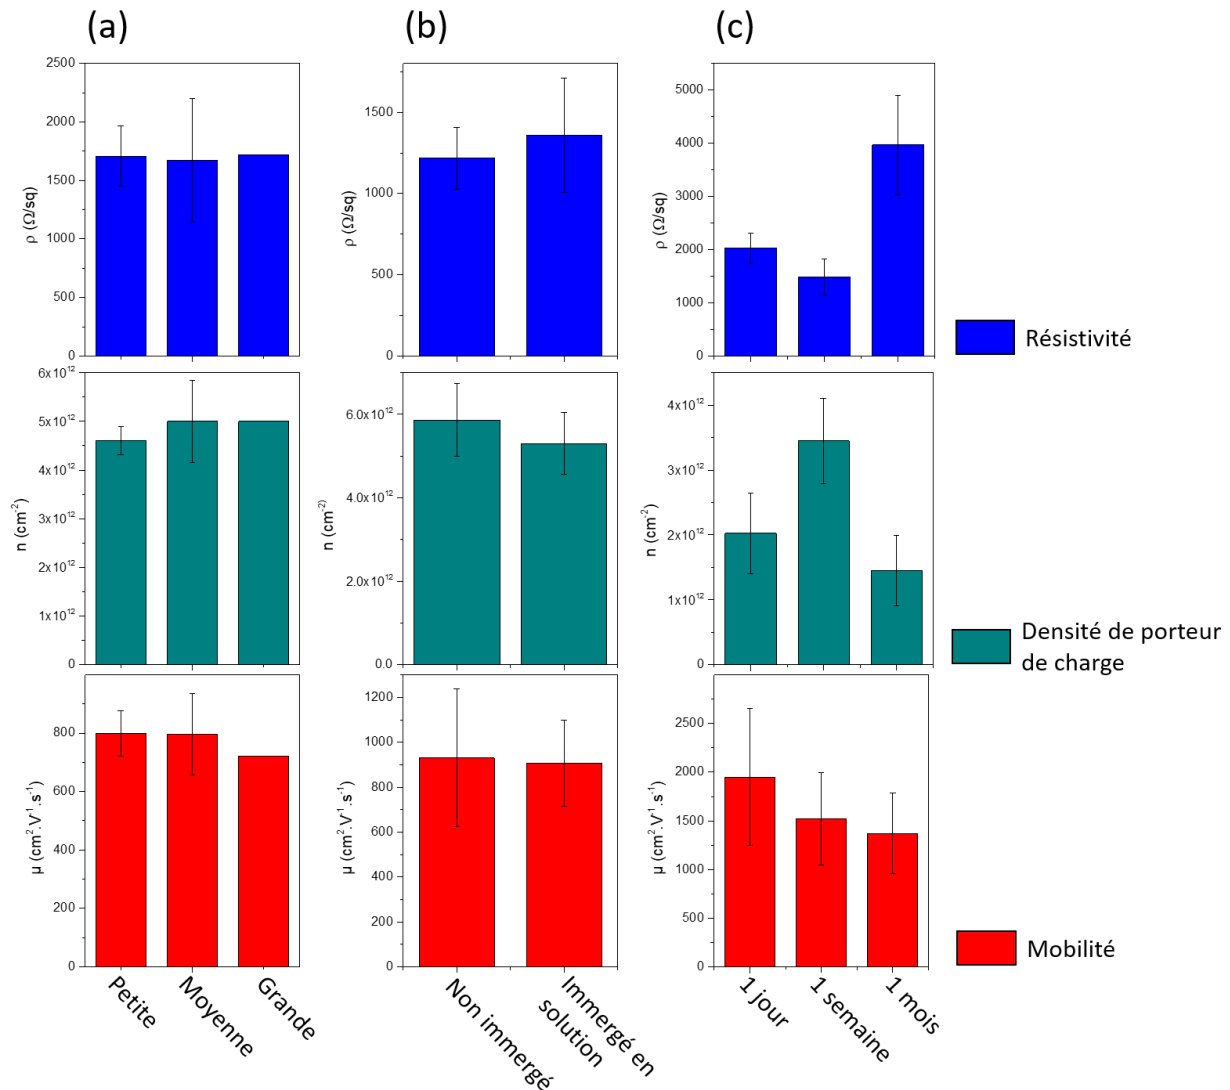 (a)
(b)
(c)
2500
2000
1500
1000
500
0
ρ (Ω/sq)
1500
1000
500
0
ρ (Ω/sq)
5000
4000
3000
2000
1000
0
ρ (Ω/sq)
Résistivité
6x10¹²
5x10¹²
4x10¹²
3x10¹²
2x10¹²
1x10¹²
0
n (cm⁻²)
6.0x10¹²
4.0x10¹²
2.0x10¹²
0.0
n (cm⁻²)
4x10¹²
3x10¹²
2x10¹²
1x10¹²
0
n (cm⁻²)
Densité de porteur
de charge
800
600
400
200
0
µ (cm².V⁻¹.s⁻¹)
1200
1000
800
600
400
200
0
µ (cm².V⁻¹.s⁻¹)
2500
2000
1500
1000
500
0
µ (cm².V⁻¹.s⁻¹)
Mobilité
Petite
Moyenne
Grande
Non immergé
Immergé en
solution
1 jour
1 semaine
1 mois